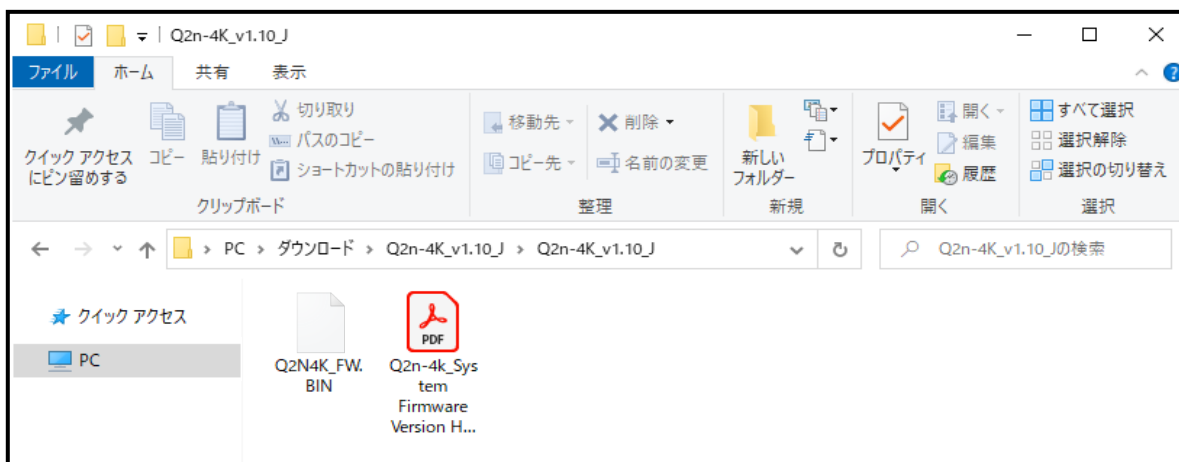 Q2n-4K_v1.10_J
ファイル ホーム 共有 表示
クイック アクセス
にピン留めする
コピー
貼り付け
切り取り
パスのコピー
ショートカットの貼り付け
クリップボード
移動先
コピー先
削除
名前の変更
整理
新しい
フォルダー
新規
プロパティ
開く
編集
履歴
開く
すべて選択
選択解除
選択の切り替え
選択
PC › ダウンロード › Q2n-4K_v1.10_J › Q2n-4K_v1.10_J
Q2n-4K_v1.10_Jの検索
クイック アクセス
PC
Q2N4K_FW.
BIN
PDF
Q2n-4k_Sys
tem
Firmware
Version H...